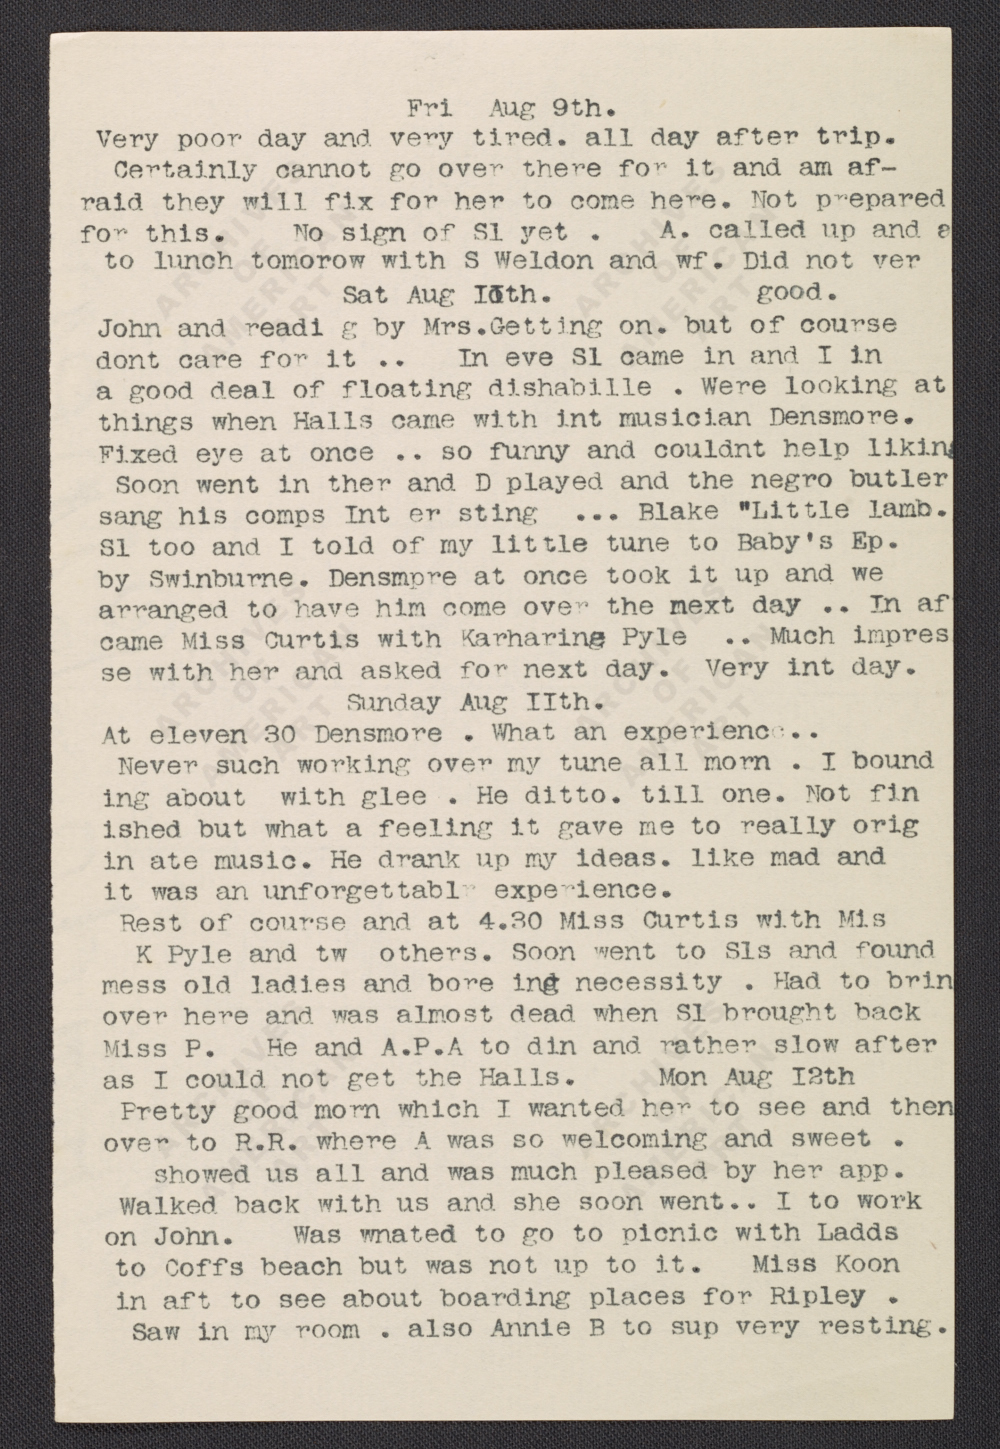 Fri Aug 9th.
Very poor day and very tired. all day after trip.
Certainly cannot go over there for it and am af-
raid they will fix for her to come here. Not prepared
for this. No sign of Sl yet . A. called up and a
to lunch tomorow with S Weldon and wf. Did not ver
Sat Aug I0th. good.
John and readi g by Mrs.Getting on. but of course
dont care for it .. In eve Sl came in and I in
a good deal of floating dishabille . Were looking at
things when Halls came with int musician Densmore.
Fixed eye at once .. so funny and couldnt help liking
Soon went in ther and D played and the negro butler
sang his comps Int er sting ... Blake "Little lamb.
Sl too and I told of my little tune to Baby's Ep.
by Swinburne. Densmpre at once took it up and we
arranged to have him come over the mext day .. In af
came Miss Curtis with Karharine Pyle .. Much impres
se with her and asked for next day. Very int day.
Sunday Aug IIth.
At eleven 30 Densmore . What an experience..
Never such working over my tune all morn . I bound
ing about with glee . He ditto. till one. Not fin
ished but what a feeling it gave me to really orig
in ate music. He drank up my ideas. like mad and
it was an unforgettabl experience.
Rest of course and at 4.30 Miss Curtis with Mis
K Pyle and tw others. Soon went to Sls and found
mess old ladies and bore ing necessity . Had to brin
over here and was almost dead when Sl brought back
Miss P. He and A.P.A to din and rather slow after
as I could not get the Halls. Mon Aug I2th
Pretty good morn which I wanted her to see and then
over to R.R. where A was so welcoming and sweet .
showed us all and was much pleased by her app.
Walked back with us and she soon went.. I to work
on John. Was wnated to go to picnic with Ladds
to Coffs beach but was not up to it. Miss Koon
in aft to see about boarding places for Ripley .
Saw in my room . also Annie B to sup very resting.